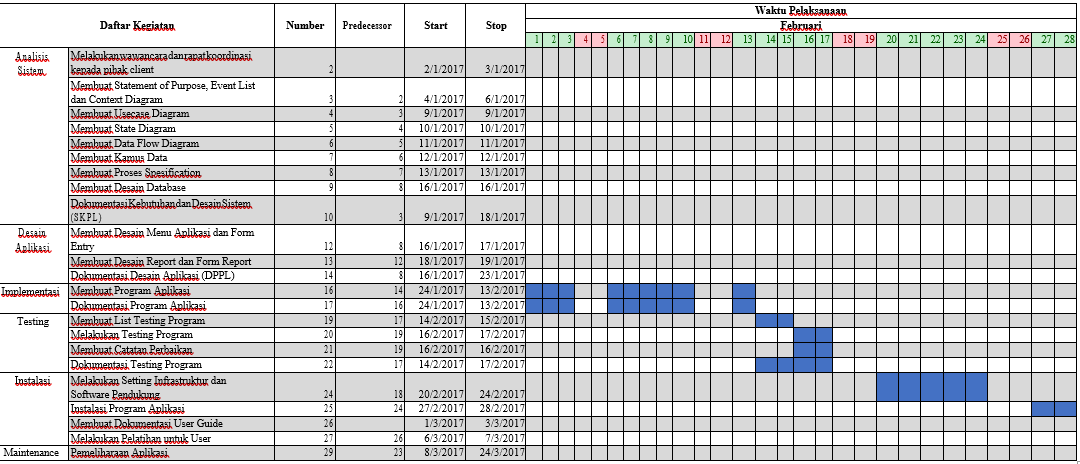 Daftar Kegiatan Number Predecessor Start Stop Waktu Pelaksanaan
Februari
1 2 3 4 5 6 7 8 9 10 11 12 13 14 15 16 17 18 19 20 21 22 23 24 25 26 27 28
Analisis Sistem
Melakukan wawancara dan rapat koordinasi
kepada pihak client 2 2/1/2017 3/1/2017
Membuat Statement of Purpose, Event List
dan Context Diagram 3 2 4/1/2017 6/1/2017
Membuat Usecase Diagram 4 3 9/1/2017 9/1/2017
Membuat State Diagram 5 4 10/1/2017 10/1/2017
Membuat Data Flow Diagram 6 5 11/1/2017 11/1/2017
Membuat Kamus Data 7 6 12/1/2017 12/1/2017
Membuat Proses Spesification 8 7 13/1/2017 13/1/2017
Membuat Desain Database 9 8 16/1/2017 16/1/2017
Dokumentasi Kebutuhan dan Desain Sistem
(SKPL) 10 3 9/1/2017 18/1/2017
Desain Aplikasi
Membuat Desain Menu Aplikasi dan Form
Entry 12 8 16/1/2017 17/1/2017
Membuat Desain Report dan Form Report 13 12 18/1/2017 19/1/2017
Dokumentasi Desain Aplikasi (DPPL) 14 8 16/1/2017 23/1/2017
Implementasi Membuat Program Aplikasi 16 14 24/1/2017 13/2/2017
Dokumentasi Program Aplikasi 17 16 24/1/2017 13/2/2017
Testing Membuat List Testing Program 19 17 14/2/2017 15/2/2017
Melakukan Testing Program 20 19 16/2/2017 17/2/2017
Membuat Catatan Perbaikan 21 19 16/2/2017 16/2/2017
Dokumentasi Testing Program 22 17 14/2/2017 17/2/2017
Instalasi Melakukan Setting Infrastruktur dan
Software Pendukung 24 18 20/2/2017 24/2/2017
Instalasi Program Aplikasi 25 24 27/2/2017 28/2/2017
Membuat Dokumentasi User Guide 26 1/3/2017 3/3/2017
Melakukan Pelatihan untuk User 27 26 6/3/2017 7/3/2017
Maintenance Pemeliharaan Aplikasi 29 23 8/3/2017 24/3/2017